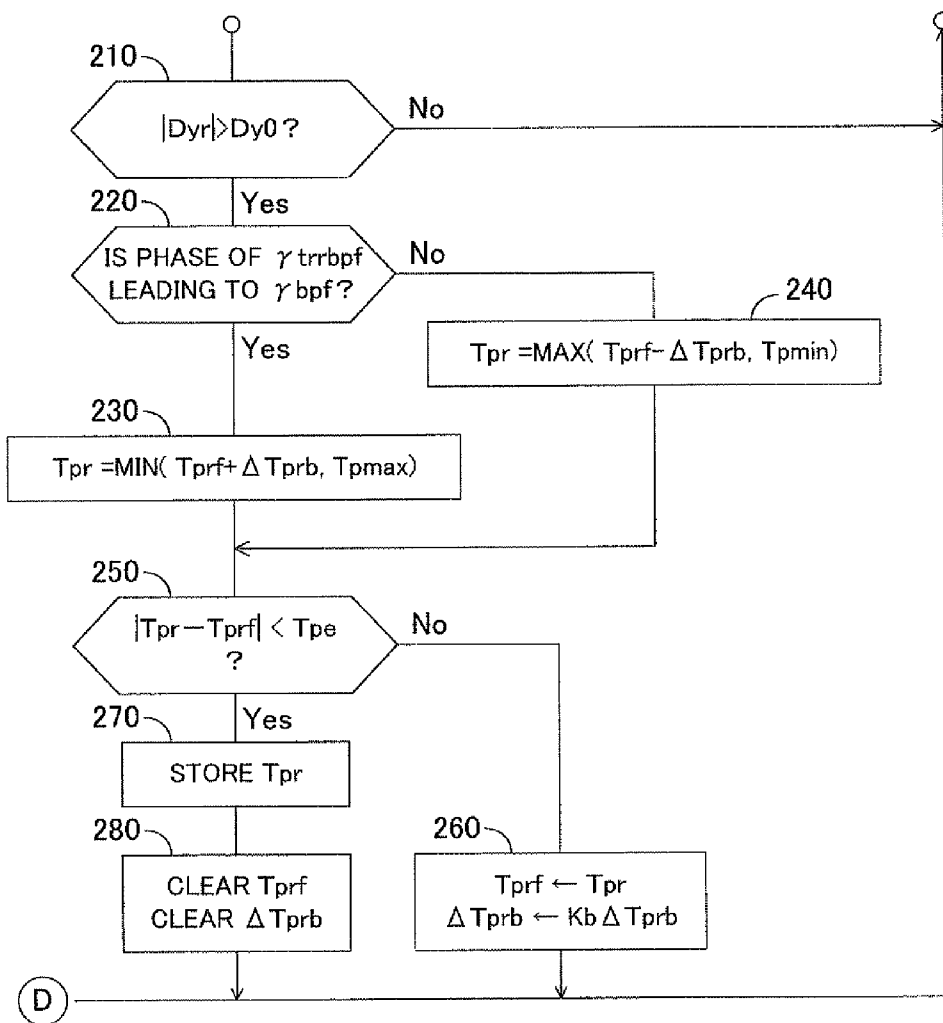 210
|Dyr|>Dy0?
No
Yes
220
IS PHASE OF γtrrbpf
LEADING TO γbpf?
No
Yes
240
Tpr =MAX( Tprf−ΔTprb, Tpmin)
230
Tpr =MIN( Tprf+ΔTprb, Tpmax)
250
|Tpr−Tprf| < Tpe
?
No
Yes
270
STORE Tpr
280
CLEAR Tprf
CLEAR ΔTprb
260
Tprf ← Tpr
ΔTprb ← KbΔTprb
D